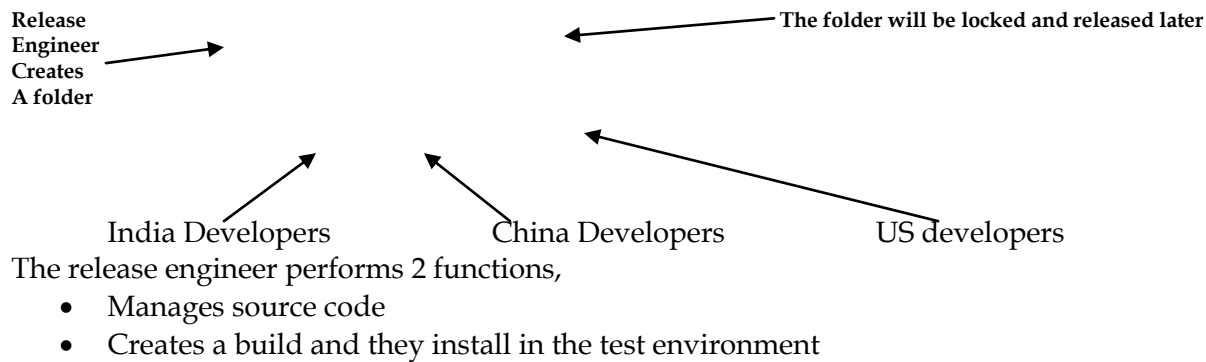 Release
Engineer
Creates
A folder
The folder will be locked and released later
India Developers China Developers US developers
The release engineer performs 2 functions,
• Manages source code
• Creates a build and they install in the test environment